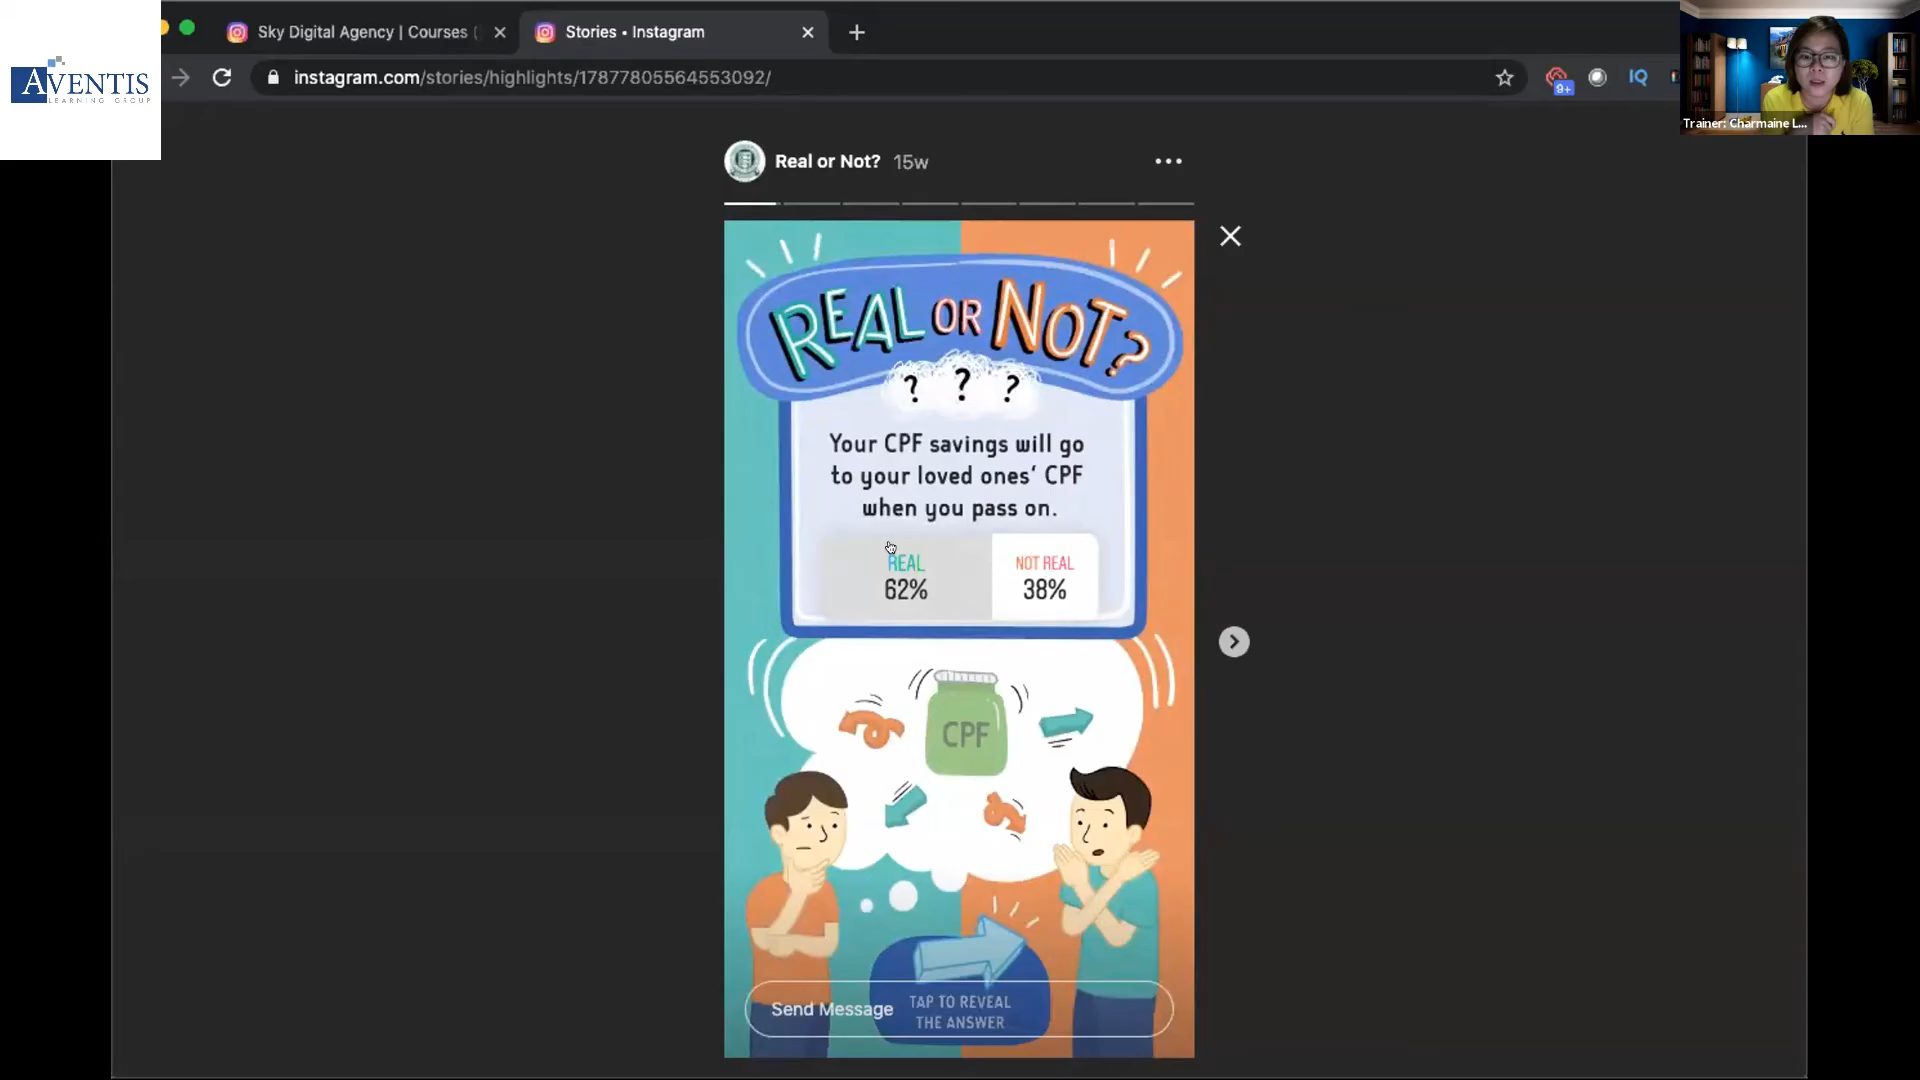 AVENTIS
LEARNING GROUP
Sky Digital Agency | Courses (
Stories • Instagram
instagram.com/stories/highlights/17877805564553092/
9+
IQ
Trainer: Charmaine L...
Real or Not? 15w
REAL OR NOT?
? ? ?
Your CPF savings will go
to your loved ones' CPF
when you pass on.
REAL NOT REAL
62% 38%
CPF
TAP TO REVEAL
Send Message
THE ANSWER